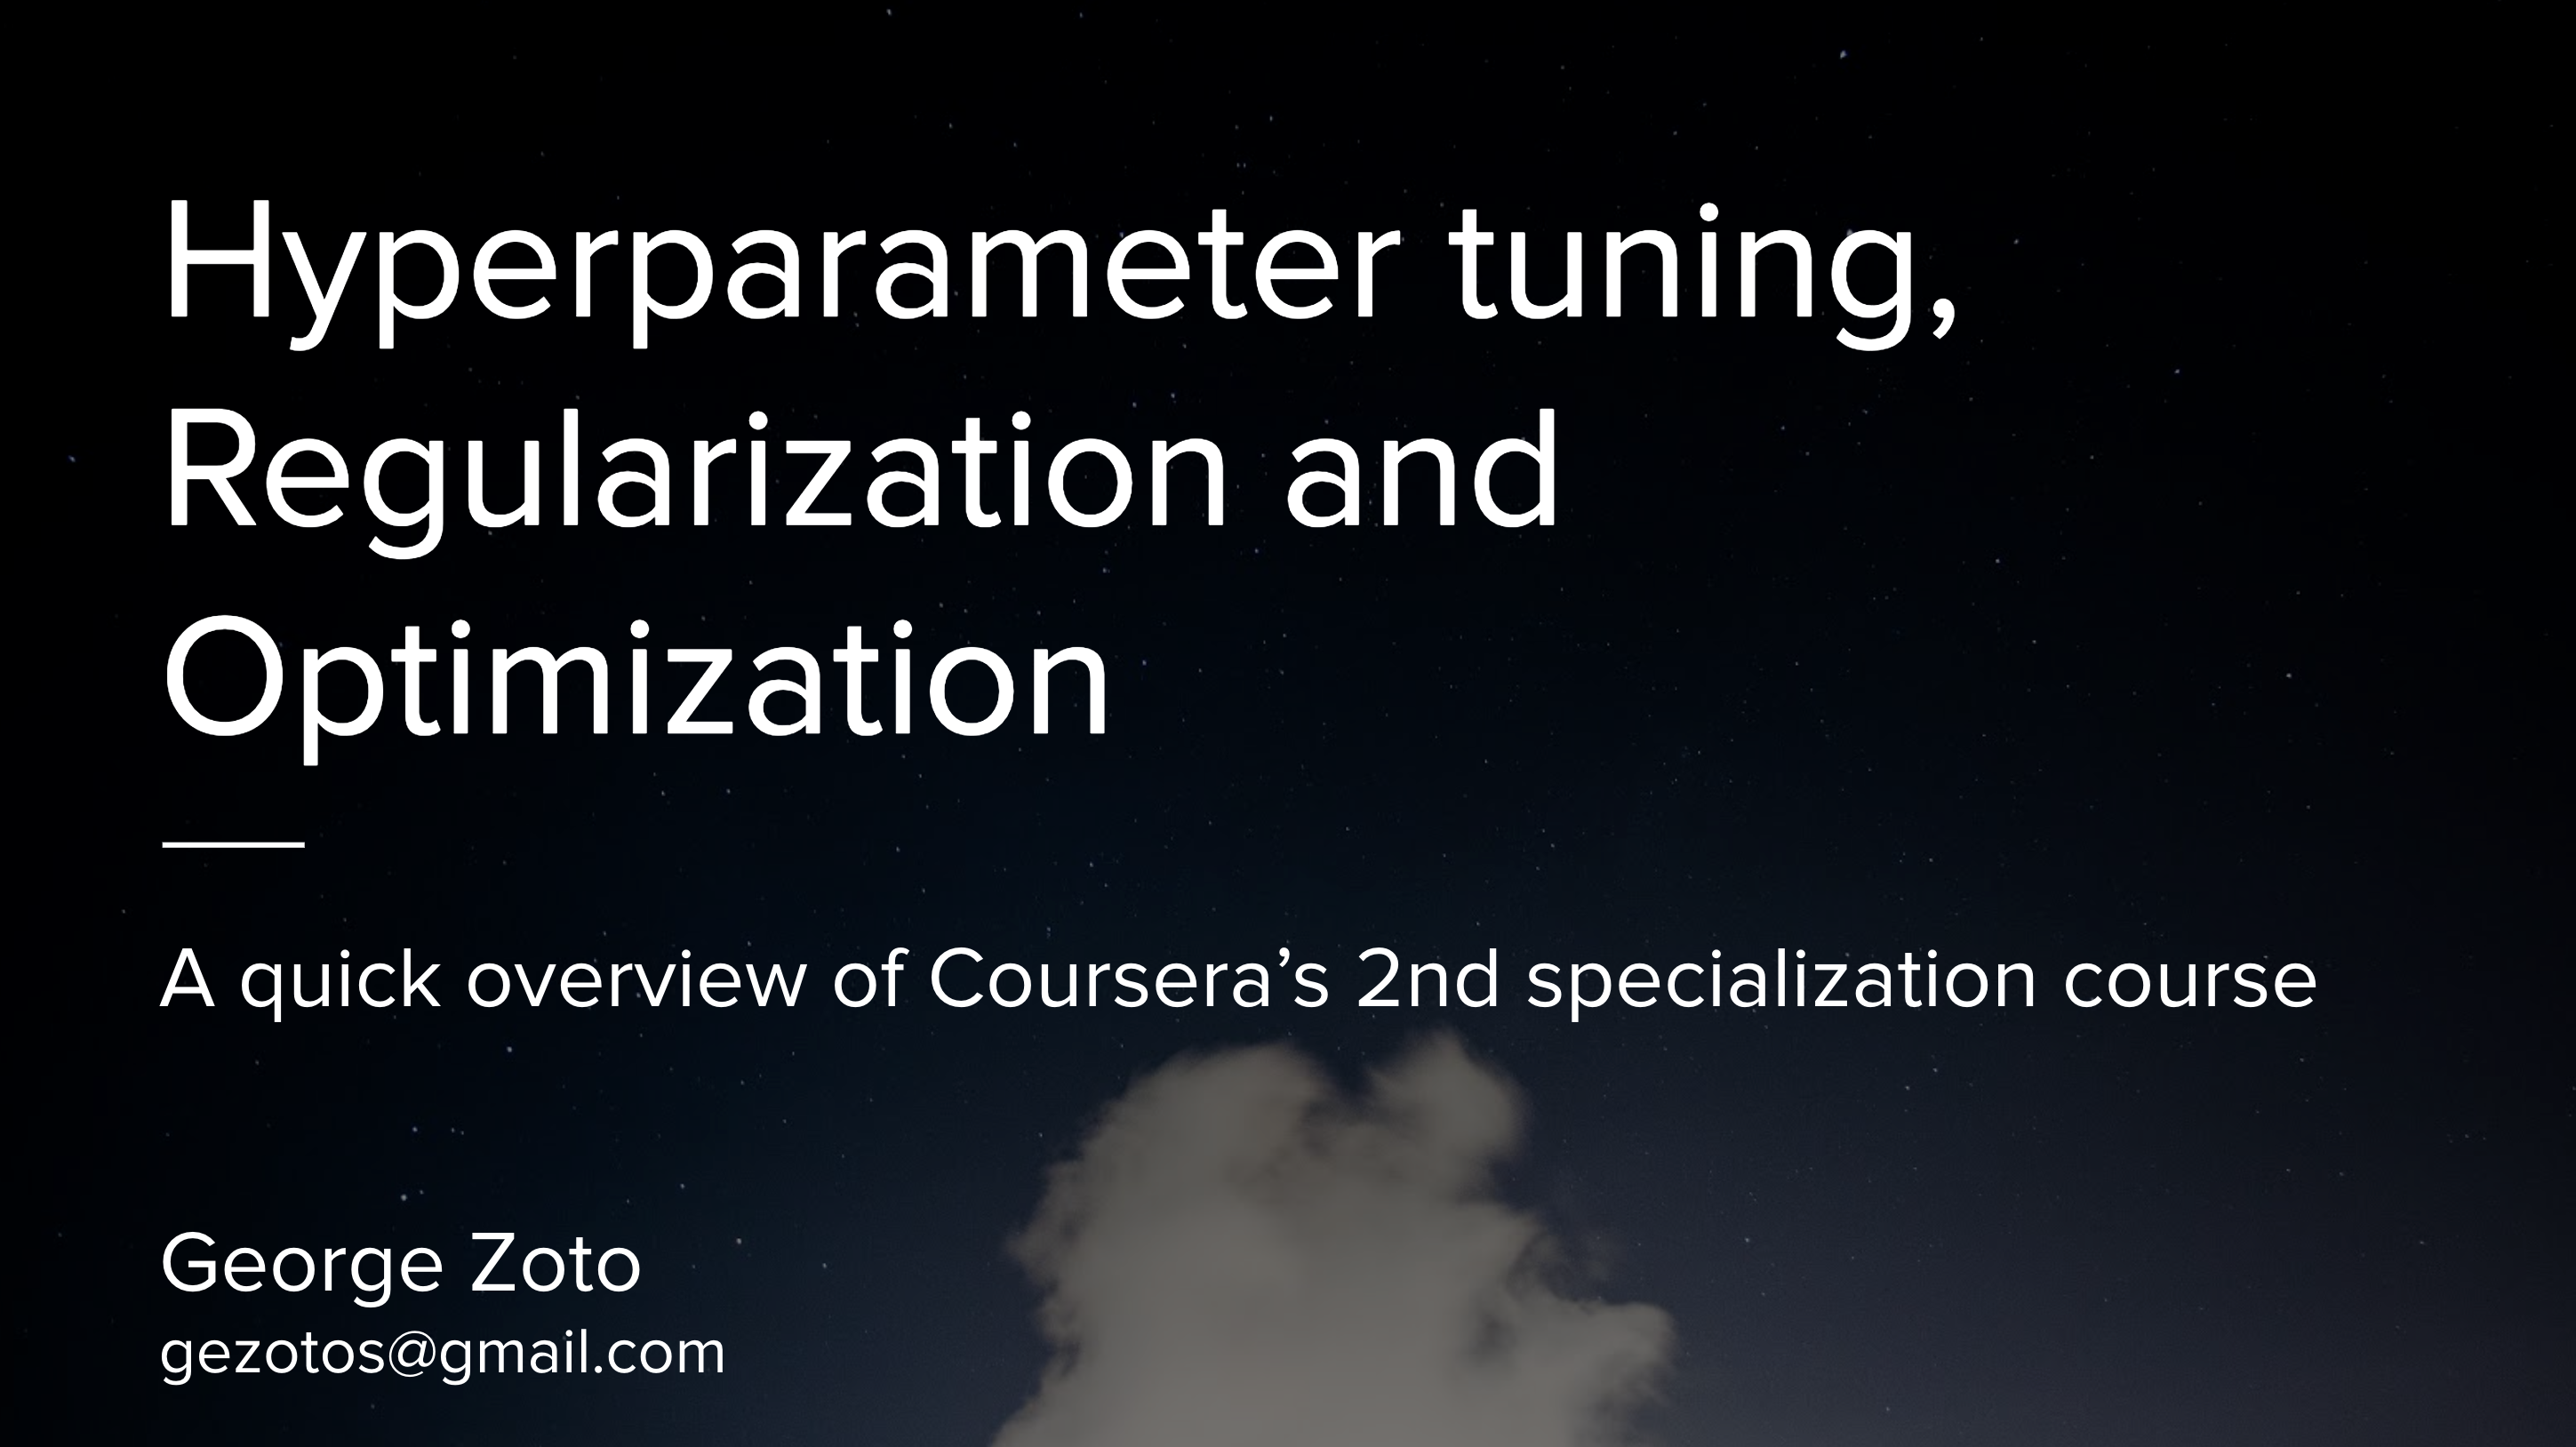 Hyperparameter tuning,
Regularization and
Optimization
A quick overview of Coursera’s 2nd specialization course
George Zoto
gezotos@gmail.com